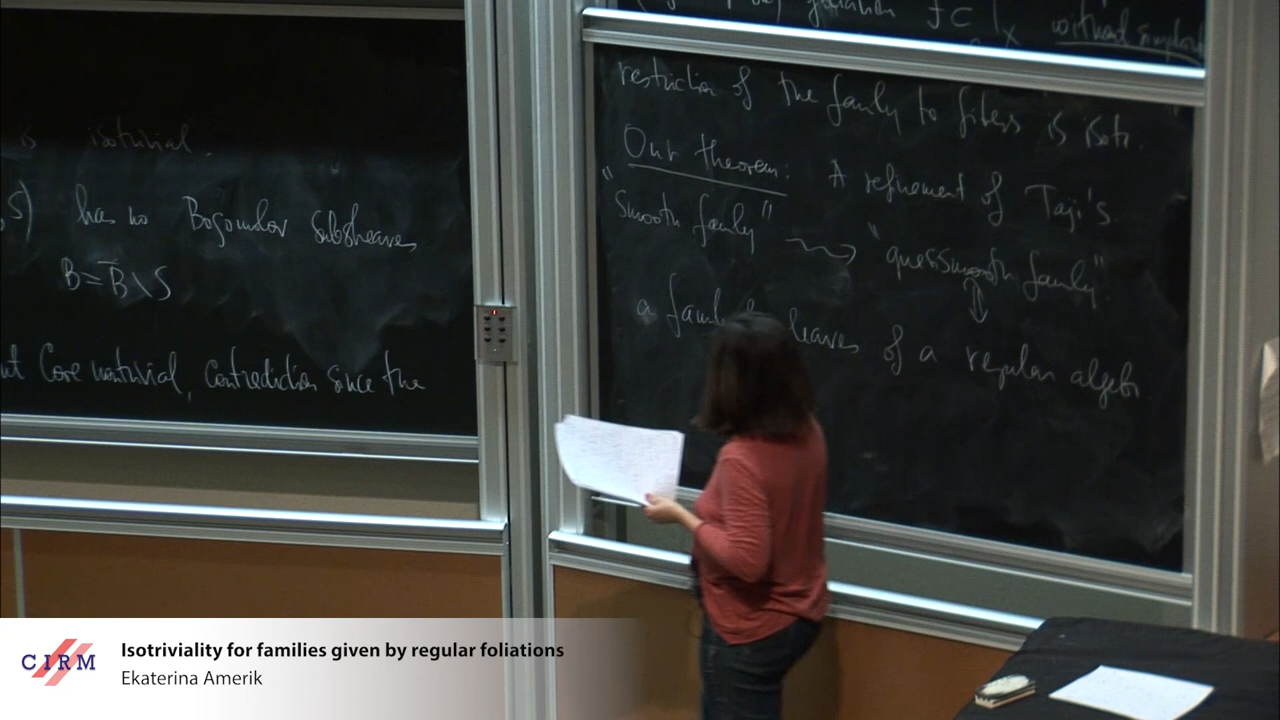 is isotrivial.
S) has no Bogomolov subsheaves
B = B̅ \ S
Core nontrivial, contradiction since the
foliation FC |X without singular
restriction of the family to fibers is isotr.
Our theorem: A refinement of Taji's
"Smooth family" ⇝ "quasismooth family".
↕
a family leaves of a regular algebr
CIRM
Isotriviality for families given by regular foliations
Ekaterina Amerik